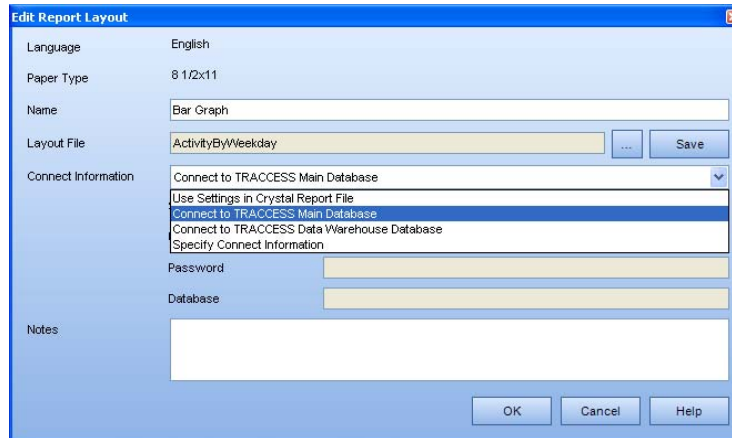 Edit Report Layout
Language English
Paper Type 8 1/2x11
Name Bar Graph
Layout File ActivityByWeekday ... Save
Connect Information Connect to TRACCESS Main Database
Use Settings in Crystal Report File
Connect to TRACCESS Main Database
Connect to TRACCESS Data Warehouse Database
Specify Connect Information
Password
Database
Notes
OK Cancel Help